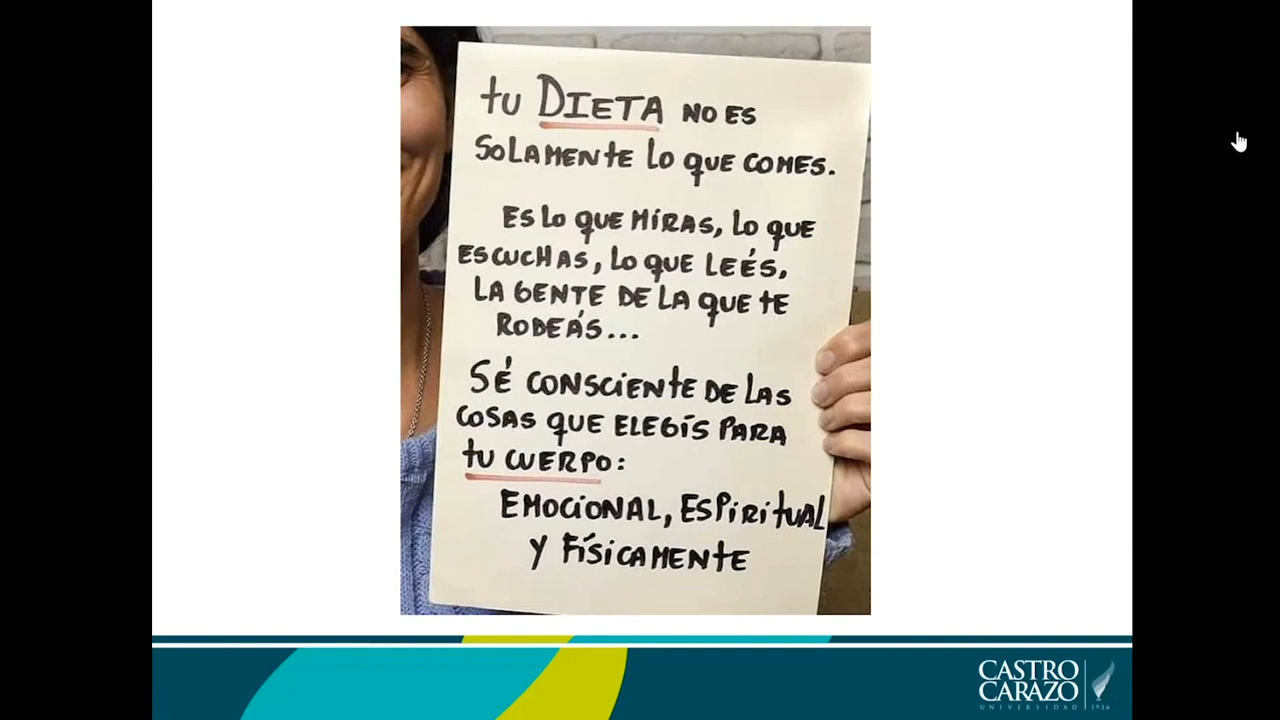 tu DIETA NO ES
SOLAMENTE LO QUE COMES.
ES LO QUE MIRAS, LO QUE
ESCUCHAS, LO QUE LEÉS,
LA GENTE DE LA QUE TE
RODEÁS...
SÉ CONSCIENTE DE LAS
COSAS QUE ELEGÍS PARA
tu CUERPO:
EMOCIONAL, ESPIRITUAL
Y FÍSICAMENTE
CASTRO
CARAZO
UNIVERSIDAD 1936